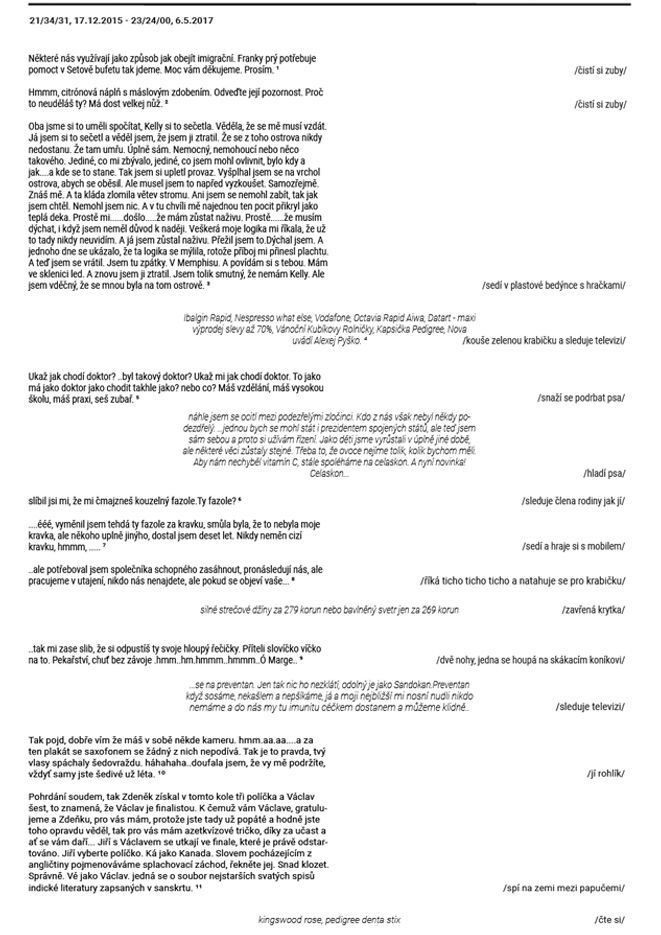 21/34/31, 17.12.2015 - 23/24/00, 6.5.2017
Některé nás využívají jako způsob jak obejít imigrační. Franky prý potřebuje
pomoct v Setově bufetu tak jdeme. Moc vám děkujeme. Prosím. ¹
/čistí si zuby/
Hmmm, citrónová náplň s máslovým zdobením. Odveďte její pozornost. Proč
to neuděláš ty? Má dost velkej nůž. ²
/čistí si zuby/
Oba jsme si to uměli spočítat, Kelly si to sečetla. Věděla, že se mě musí vzdát.
Já jsem si to sečetl a věděl jsem, že jsem ji ztratil. Že se z toho ostrova nikdy
nedostanu. Že tam umřu. Úplně sám. Nemocný, nemohoucí nebo něco
takového. Jediné, co mi zbývalo, jediné, co jsem mohl ovlivnit, bylo kdy a
jak....a kde se to stane. Tak jsem si upletl provaz. Vyšplhal jsem se na vrchol
ostrova, abych se oběsil. Ale musel jsem to napřed vyzkoušet. Samozřejmě.
Znáš mě. A ta kláda zlomila větev stromu. Ani jsem se nemohl zabít, tak jak
jsem chtěl. Nemohl jsem nic. A v tu chvíli mě najednou ten pocit přikryl jako
teplá deka. Prostě mi......došlo.....že mám zůstat naživu. Prostě.....že musím
dýchat, i když jsem neměl důvod k naději. Veškerá moje logika mi říkala, že už
to tady nikdy neuvidím. A já jsem zůstal naživu. Přežil jsem to.Dýchal jsem. A
jednoho dne se ukázalo, že ta logika se mýlila, rotože příboj mi přinesl plachtu.
A teď jsem se vrátil. Jsem tu zpátky. V Memphisu. A povídám si s tebou. Mám
ve sklenici led. A znovu jsem ji ztratil. Jsem tolik smutný, že nemám Kelly. Ale
jsem vděčný, že se mnou byla na tom ostrově. ³
/sedí v plastové bedýnce s hračkami/
Ibalgin Rapid, Nespresso what else, Vodafone, Octavia Rapid Aiwa, Datart - maxi
výprodej slevy až 70%, Vánoční Kubíkovy Rolničky, Kapsička Pedigree, Nova
uvádí Alexej Pyško. ⁴
/kouše zelenou krabičku a sleduje televizi/
Ukaž jak chodí doktor? ..byl takový doktor? Ukaž mi jak chodí doktor. To jako
má jako doktor jako chodit takhle jako? nebo co? Máš vzdělání, máš vysokou
školu, máš praxi, seš zubař. ⁵
/snaží se podrbat psa/
náhle jsem se ocitl mezi podezřelými zločinci. Kdo z nás však nebyl někdy po-
dezdřelý. ...jednou bych se mohl stát i prezidentem spojených států, ale teď jsem
sám sebou a proto si užívám řízení. Jako děti jsme vyrůstali v úplně jiné době,
ale některé věci zůstaly stejné. Třeba to, že ovoce nejíme tolik, kolik bychom měli.
Aby nám nechyběl vitamín C, stále spoléháme na celaskon. A nyní novinka!
Celaskon...
/hladí psa/
slíbil jsi mi, že mi čmajzneš kouzelný fazole.Ty fazole? ⁶
/sleduje člena rodiny jak jí/
....ééé, vyměnil jsem tehdá ty fazole za kravku, smůla byla, že to nebyla moje
kravka, ale někoho uplně jinýho, dostal jsem deset let. Nikdy neměn cizí
kravku, hmmm, ..... ⁷
/sedí a hraje si s mobilem/
..ale potřeboval jsem společníka schopného zasáhnout, pronásledují nás, ale
pracujeme v utajení, nikdo nás nenajdete, ale pokud se objeví vaše... ⁸
/říká ticho ticho ticho a natahuje se pro krabičku/
silné strečové džíny za 279 korun nebo bavlněný svetr jen za 269 korun
/zavřená krytka/
..tak mi zase slib, že si odpustíš ty svoje hloupý řečičky. Příteli slovíčko víčko
na to. Pekařství, chuť bez závoje .hmm..hm.hmmm..hmmm..Ó Marge.. ⁹
/dvě nohy, jedna se houpá na skákacím koníkovi/
...se na preventan. Jen tak nic ho nezklátí, odolný je jako Sandokan.Preventan
když sosáme, nekašlem a nepšíkáme, já a moji nejbližší mi nosní nudli nikdo
nemáme a do nás my tu imunitu céčkem dostanem a můžeme klidně..
/sleduje televizi/
Tak pojd, dobře vím že máš v sobě někde kameru. hmm.aa.aa....a za
ten plakát se saxofonem se žádný z nich nepodívá. Tak je to pravda, tvý
vlasy spáchaly šedovraždu. háhahaha..doufala jsem, že vy mě podržíte,
vždyť samy jste šedivé už léta. ¹⁰
/jí rohlík/
Pohrdání soudem, tak Zdeněk získal v tomto kole tři políčka a Václav
šest, to znamená, že Václav je finalistou. K čemuž vám Václave, gratulu-
jeme a Zdeňku, pro vás mám, protože jste tady už popáté a hodně jste
toho opravdu věděl, tak pro vás mám azetkvízové tričko, díky za učast a
ať se vám daří... Jiří s Václavem se utkají ve finale, které je právě odstar-
továno. Jiří vyberte políčko. Ká jako Kanada. Slovem pocházejícím z
angličtiny pojmenováváme splachovací záchod, řekněte jej. Snad klozet.
Správně. Vé jako Václav. jedná se o soubor nejstarších svatých spisů
indické literatury zapsaných v sanskrtu. ¹¹
/spí na zemi mezi papučemi/
kingswood rose, pedigree denta stix
/čte si/